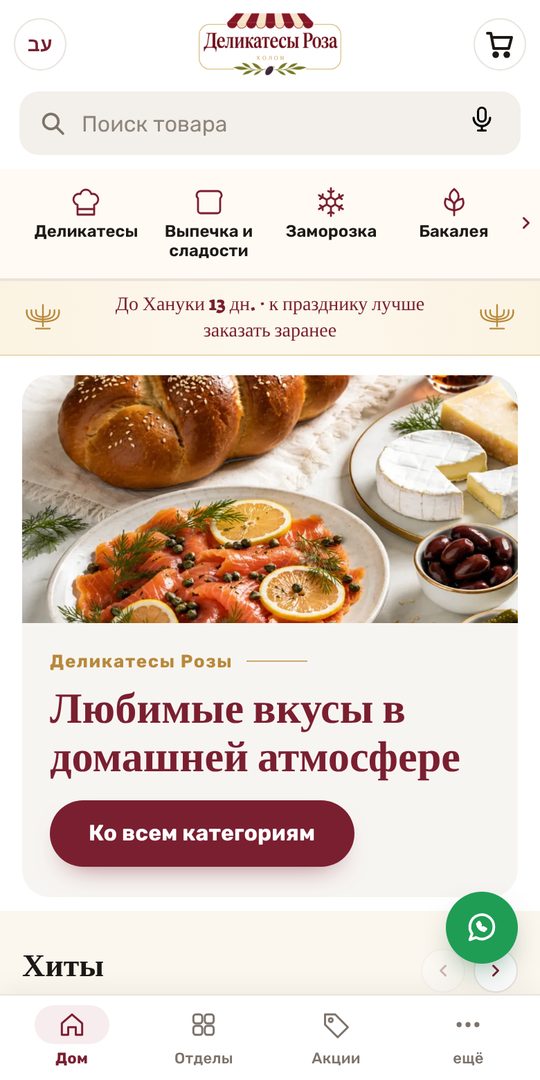 עב
Деликатесы Роза
ХОЛОН
Поиск товара
Деликатесы
Выпечка и
сладости
Заморозка
Бакалея
До Хануки 13 дн. · к празднику лучше
заказать заранее
Деликатесы Розы
Любимые вкусы в
домашней атмосфере
Ко всем категориям
Хиты
Дом
Отделы
Акции
ещё